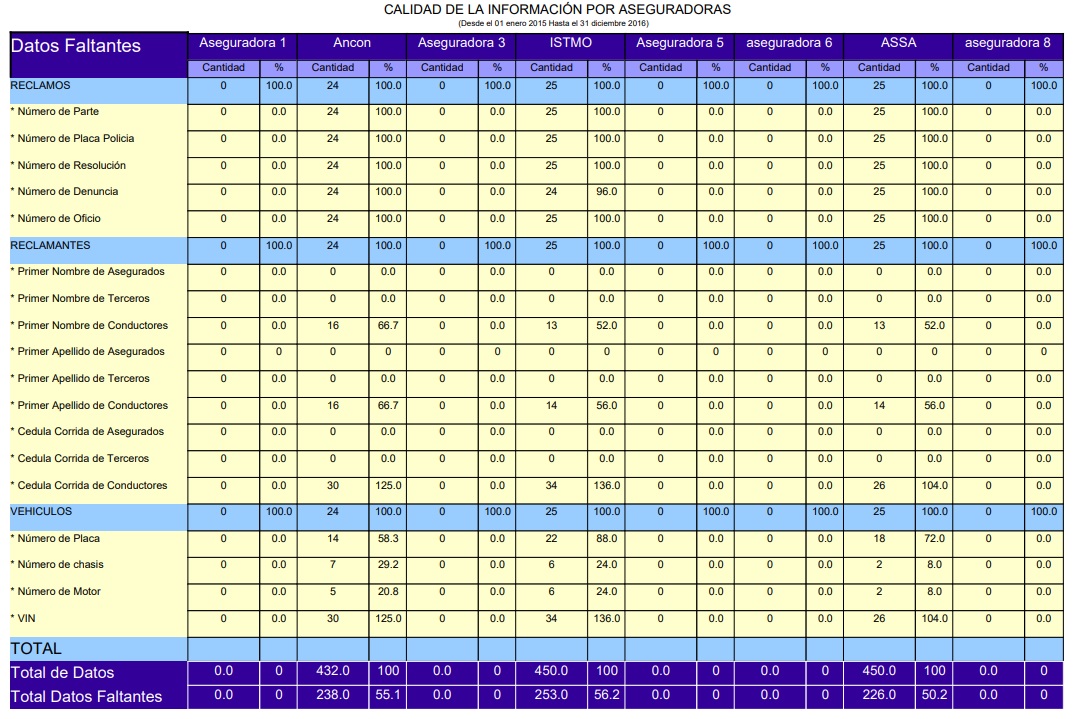 CALIDAD DE LA INFORMACIÓN POR ASEGURADORAS
(Desde el 01 enero 2015 Hasta el 31 diciembre 2016)
Datos Faltantes Aseguradora 1 Ancon Aseguradora 3 ISTMO Aseguradora 5 aseguradora 6 ASSA aseguradora 8
Cantidad % Cantidad % Cantidad % Cantidad % Cantidad % Cantidad % Cantidad % Cantidad %
RECLAMOS 0 100.0 24 100.0 0 100.0 25 100.0 0 100.0 0 100.0 25 100.0 0 100.0
* Número de Parte 0 0.0 24 100.0 0 0.0 25 100.0 0 0.0 0 0.0 25 100.0 0 0.0
* Número de Placa Policia 0 0.0 24 100.0 0 0.0 25 100.0 0 0.0 0 0.0 25 100.0 0 0.0
* Número de Resolución 0 0.0 24 100.0 0 0.0 25 100.0 0 0.0 0 0.0 25 100.0 0 0.0
* Número de Denuncia 0 0.0 24 100.0 0 0.0 24 96.0 0 0.0 0 0.0 25 100.0 0 0.0
* Número de Oficio 0 0.0 24 100.0 0 0.0 25 100.0 0 0.0 0 0.0 25 100.0 0 0.0
RECLAMANTES 0 100.0 24 100.0 0 100.0 25 100.0 0 100.0 0 100.0 25 100.0 0 100.0
* Primer Nombre de Asegurados 0 0.0 0 0.0 0 0.0 0 0.0 0 0.0 0 0.0 0 0.0 0 0.0
* Primer Nombre de Terceros 0 0.0 0 0.0 0 0.0 0 0.0 0 0.0 0 0.0 0 0.0 0 0.0
* Primer Nombre de Conductores 0 0.0 16 66.7 0 0.0 13 52.0 0 0.0 0 0.0 13 52.0 0 0.0
* Primer Apellido de Asegurados 0 0 0 0 0 0 0 0 0 0 0 0 0 0 0 0
* Primer Apellido de Terceros 0 0.0 0 0.0 0 0.0 0 0.0 0 0.0 0 0.0 0 0.0 0 0.0
* Primer Apellido de Conductores 0 0.0 16 66.7 0 0.0 14 56.0 0 0.0 0 0.0 14 56.0 0 0.0
* Cedula Corrida de Asegurados 0 0.0 0 0.0 0 0.0 0 0.0 0 0.0 0 0.0 0 0.0 0 0.0
* Cedula Corrida de Terceros 0 0.0 0 0.0 0 0.0 0 0.0 0 0.0 0 0.0 0 0.0 0 0.0
* Cedula Corrida de Conductores 0 0.0 30 125.0 0 0.0 34 136.0 0 0.0 0 0.0 26 104.0 0 0.0
VEHICULOS 0 100.0 24 100.0 0 100.0 25 100.0 0 100.0 0 100.0 25 100.0 0 100.0
* Número de Placa 0 0.0 14 58.3 0 0.0 22 88.0 0 0.0 0 0.0 18 72.0 0 0.0
* Número de chasis 0 0.0 7 29.2 0 0.0 6 24.0 0 0.0 0 0.0 2 8.0 0 0.0
* Número de Motor 0 0.0 5 20.8 0 0.0 6 24.0 0 0.0 0 0.0 2 8.0 0 0.0
* VIN 0 0.0 30 125.0 0 0.0 34 136.0 0 0.0 0 0.0 26 104.0 0 0.0
TOTAL
Total de Datos 0.0 0 432.0 100 0.0 0 450.0 100 0.0 0 0.0 0 450.0 100 0.0 0
Total Datos Faltantes 0.0 0 238.0 55.1 0.0 0 253.0 56.2 0.0 0 0.0 0 226.0 50.2 0.0 0